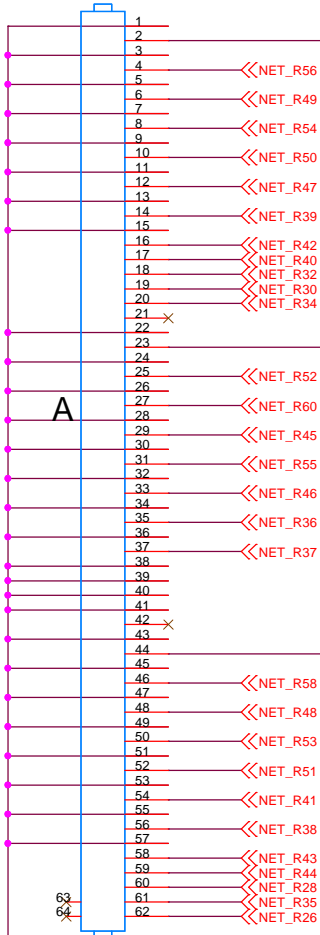 1
2
3
4 NET_R56
5
6 NET_R49
7
8 NET_R54
9
10 NET_R50
11
12 NET_R47
13
14 NET_R39
15
16 NET_R42
17 NET_R40
18 NET_R32
19 NET_R30
20 NET_R34
21
22
23
24
25 NET_R52
26
27 NET_R60
A
28
29 NET_R45
30
31 NET_R55
32
33 NET_R46
34
35 NET_R36
36
37 NET_R37
38
39
40
41
42
43
44
45
46 NET_R58
47
48 NET_R48
49
50 NET_R53
51
52 NET_R51
53
54 NET_R41
55
56 NET_R38
57
58 NET_R43
59 NET_R44
60 NET_R28
63 61 NET_R35
64 62 NET_R26